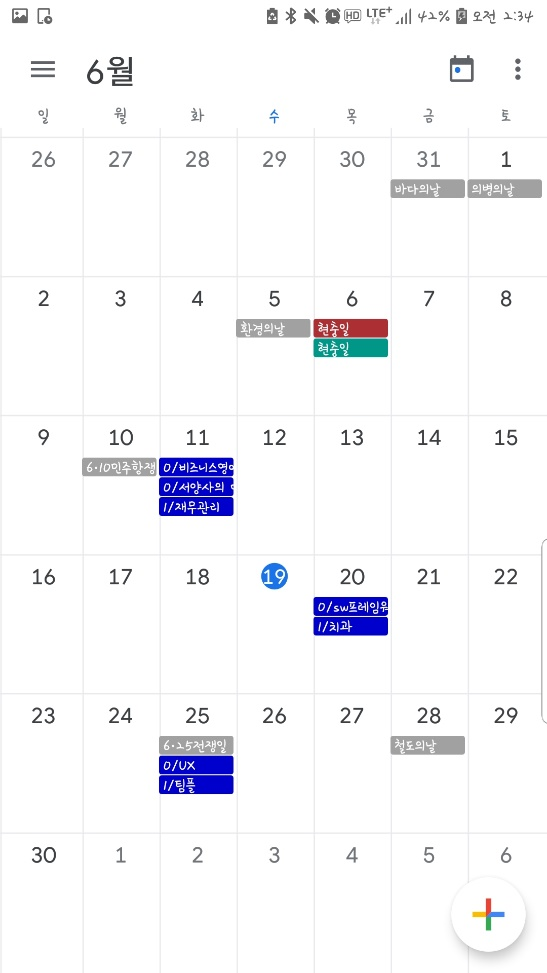 HD LTE+ 42% 오전 2:34
6월
일 월 화 수 목 금 토
26 27 28 29 30 31 1
바다의날 의병의날
2 3 4 5 6 7 8
환경의날 현충일
현충일
9 10 11 12 13 14 15
6·10민주항쟁 0/비즈니스영어
0/서양사의
1/재무관리
16 17 18 19 20 21 22
0/sw프레임워
1/치과
23 24 25 26 27 28 29
6·25전쟁일 철도의날
0/UX
1/팀플
30 1 2 3 4 5 6